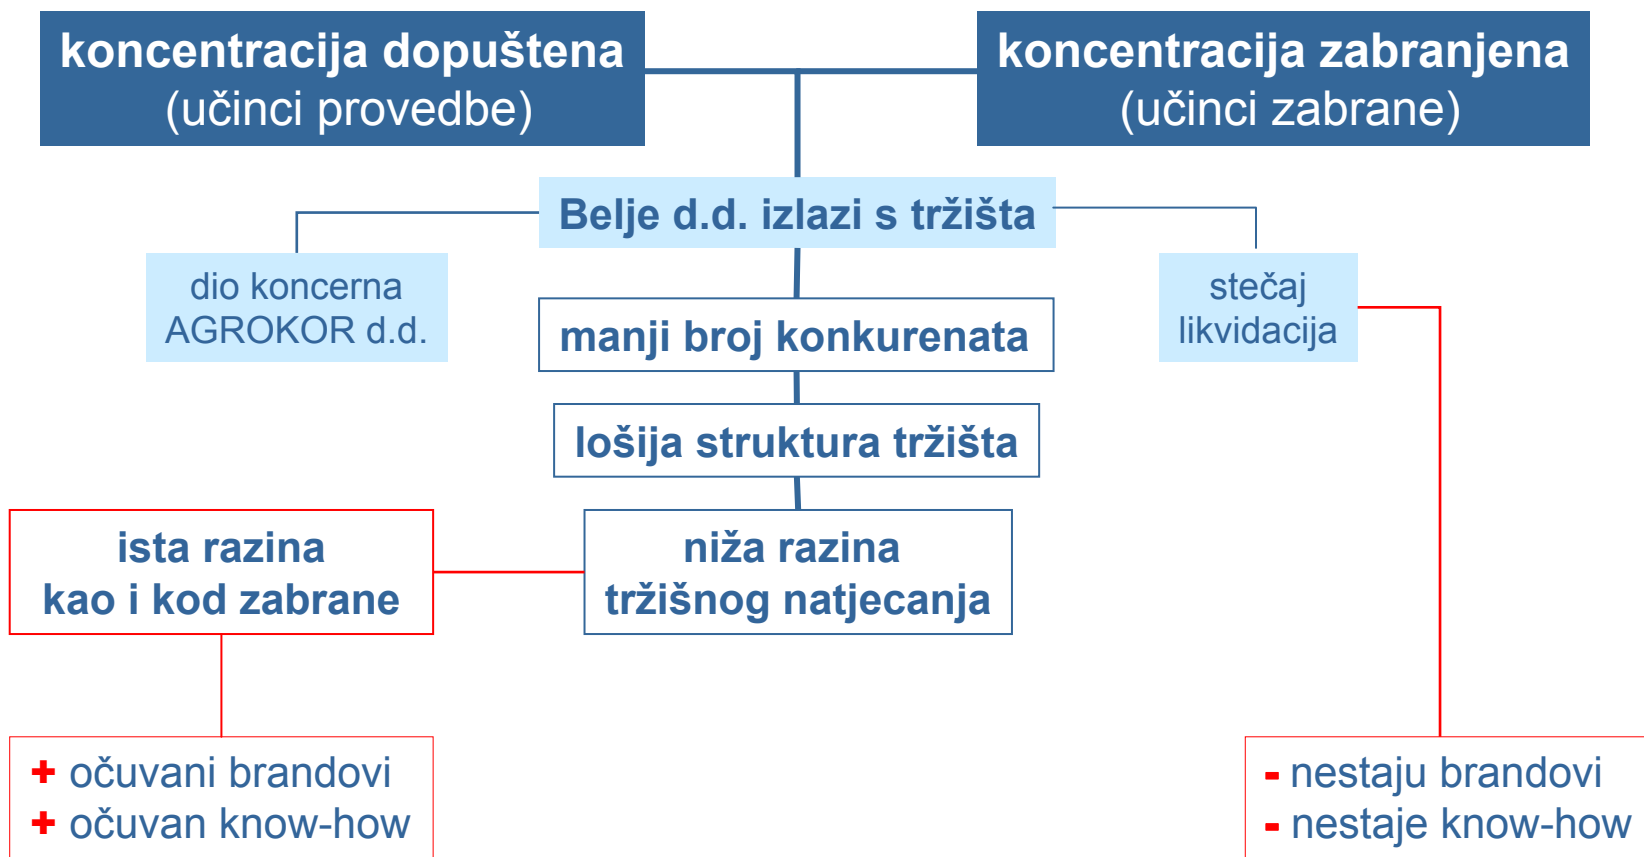 koncentracija dopuštena
(učinci provedbe)
koncentracija zabranjena
(učinci zabrane)
Belje d.d. izlazi s tržišta
dio koncerna
AGROKOR d.d.
stečaj
likvidacija
manji broj konkurenata
lošija struktura tržišta
ista razina
kao i kod zabrane
niža razina
tržišnog natjecanja
+ očuvani brandovi
+ očuvan know-how
- nestaju brandovi
- nestaje know-how